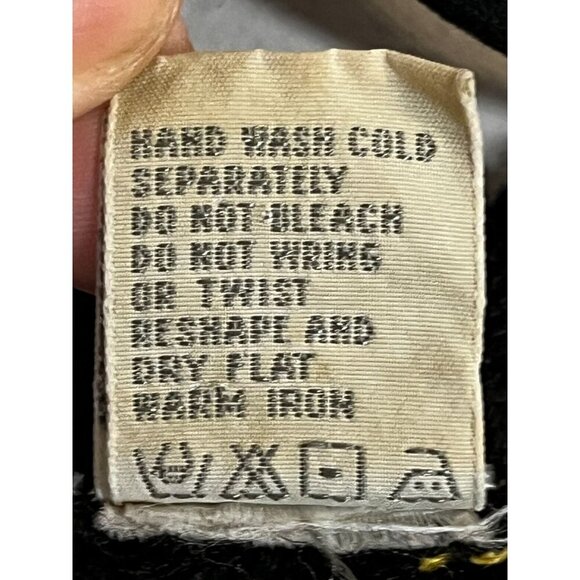 HAND WASH COLD
SEPARATELY
DO NOT BLEACH
DO NOT WRING
OR TWIST
RESHAPE AND
DRY FLAT
WARM IRON